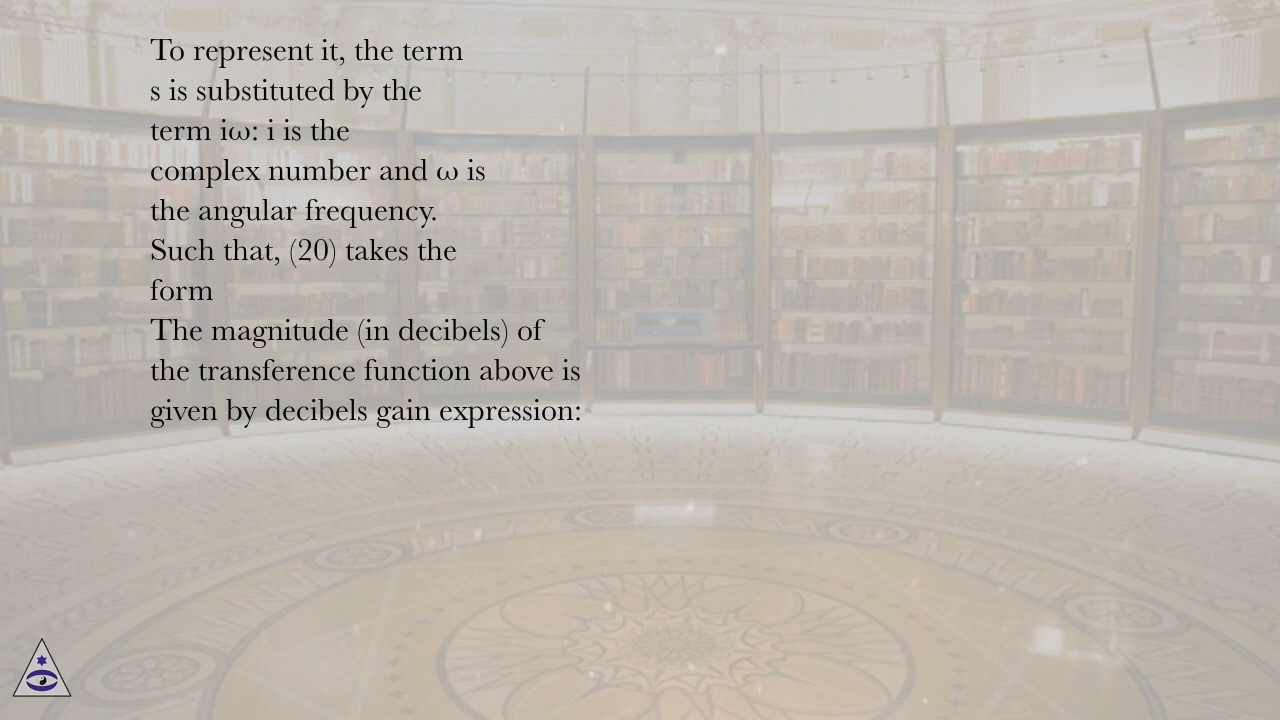 To represent it, the term
s is substituted by the
term iω: i is the
complex number and ω is
the angular frequency.
Such that, (20) takes the
form
The magnitude (in decibels) of
the transference function above is
given by decibels gain expression: